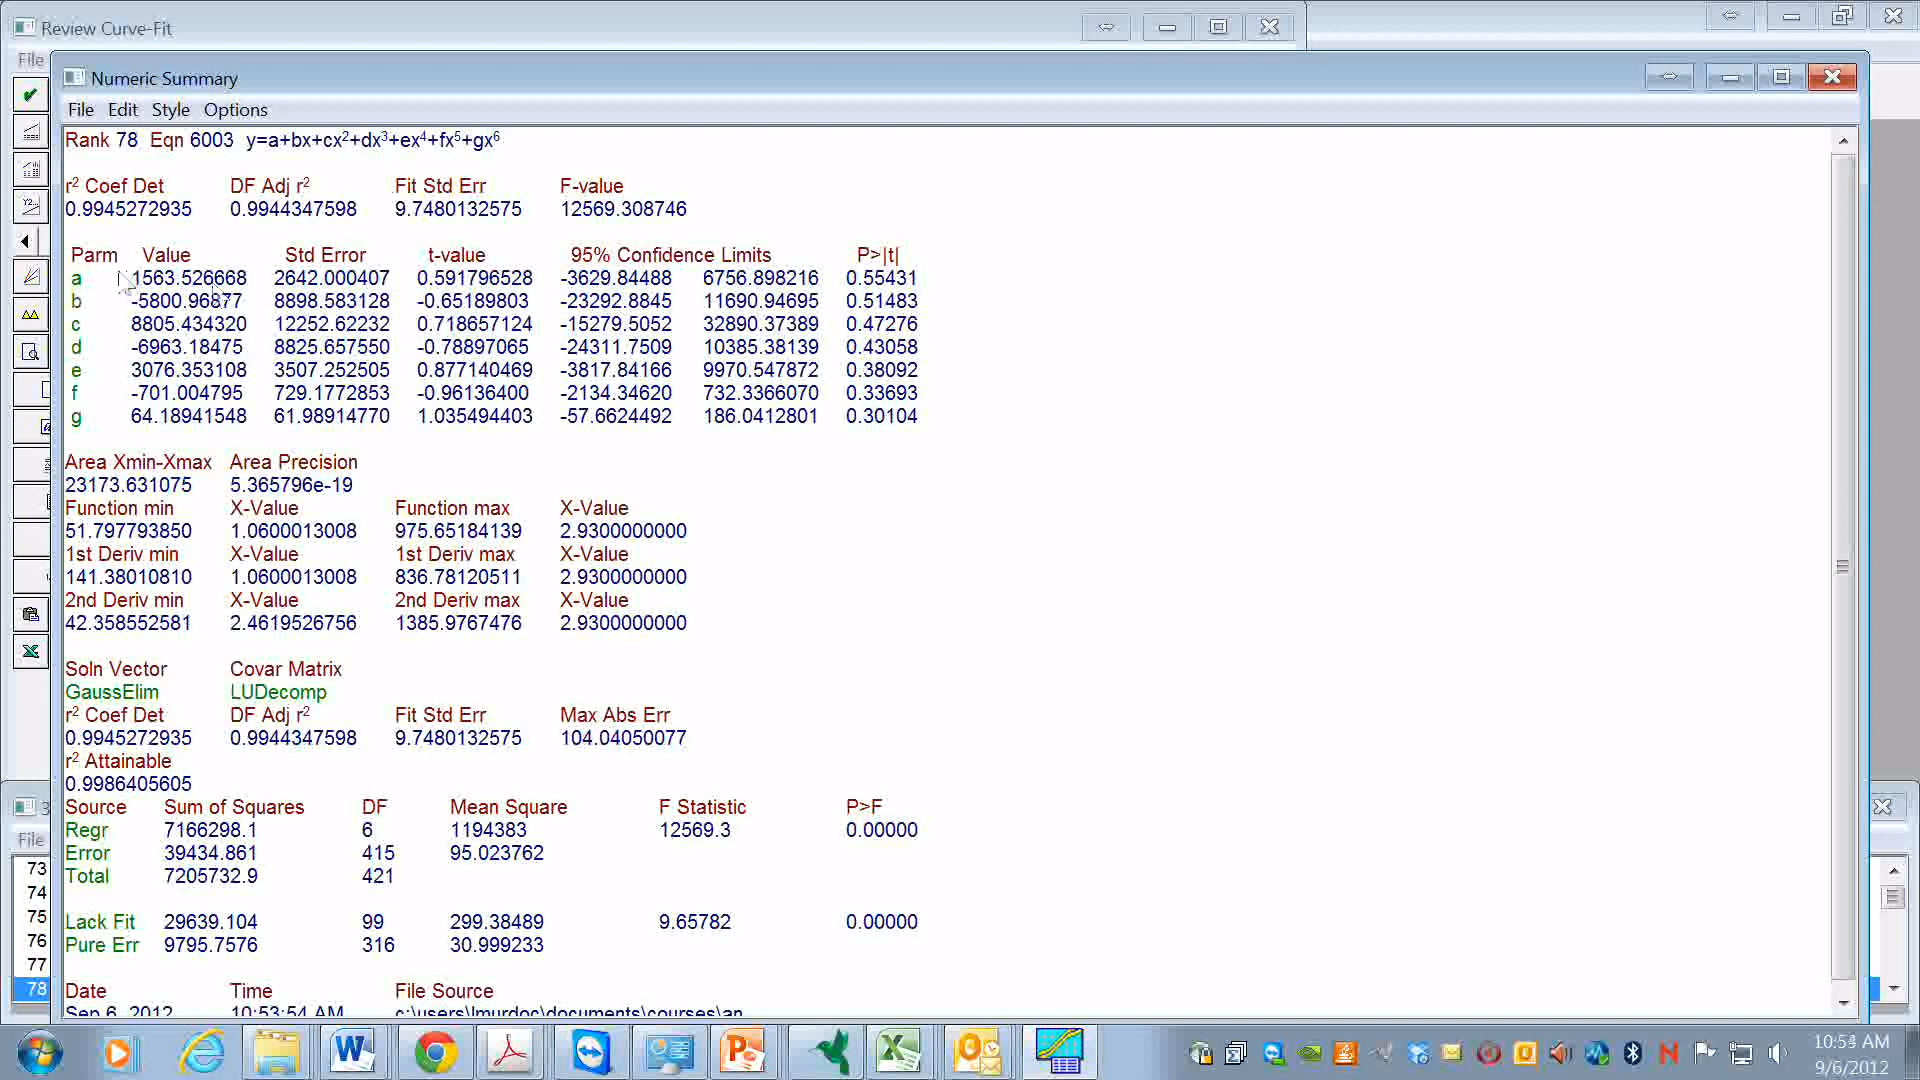 Review Curve-Fit
File
Numeric Summary
File Edit Style Options
Rank 78 Eqn 6003 y=a+bx+cx²+dx³+ex⁴+fx⁵+gx⁶
r² Coef Det DF Adj r² Fit Std Err F-value
0.9945272935 0.9944347598 9.7480132575 12569.308746
Parm Value Std Error t-value 95% Confidence Limits P>|t|
a 1563.526668 2642.000407 0.591796528 -3629.84488 6756.898216 0.55431
b -5800.96877 8898.583128 -0.65189803 -23292.8845 11690.94695 0.51483
c 8805.434320 12252.62232 0.718657124 -15279.5052 32890.37389 0.47276
d -6963.18475 8825.657550 -0.78897065 -24311.7509 10385.38139 0.43058
e 3076.353108 3507.252505 0.877140469 -3817.84166 9970.547872 0.38092
f -701.004795 729.1772853 -0.96136400 -2134.34620 732.3366070 0.33693
g 64.18941548 61.98914770 1.035494403 -57.6624492 186.0412801 0.30104
Area Xmin-Xmax Area Precision
23173.631075 5.365796e-19
Function min X-Value Function max X-Value
51.797793850 1.0600013008 975.65184139 2.9300000000
1st Deriv min X-Value 1st Deriv max X-Value
141.38010810 1.0600013008 836.78120511 2.9300000000
2nd Deriv min X-Value 2nd Deriv max X-Value
42.358552581 2.4619526756 1385.9767476 2.9300000000
Soln Vector Covar Matrix
GaussElim LUDecomp
r² Coef Det DF Adj r² Fit Std Err Max Abs Err
0.9945272935 0.9944347598 9.7480132575 104.04050077
r² Attainable
0.9986405605
Source Sum of Squares DF Mean Square F Statistic P>F
Regr 7166298.1 6 1194383 12569.3 0.00000
Error 39434.861 415 95.023762
Total 7205732.9 421
Lack Fit 29639.104 99 299.38489 9.65782 0.00000
Pure Err 9795.7576 316 30.999233
Date Time File Source
Sep 6, 2012 10:53:54 AM c:\users\lmurdoc\documents\courses\an
3
File
73
74
75
76
77
78
10:54 AM
9/6/2012